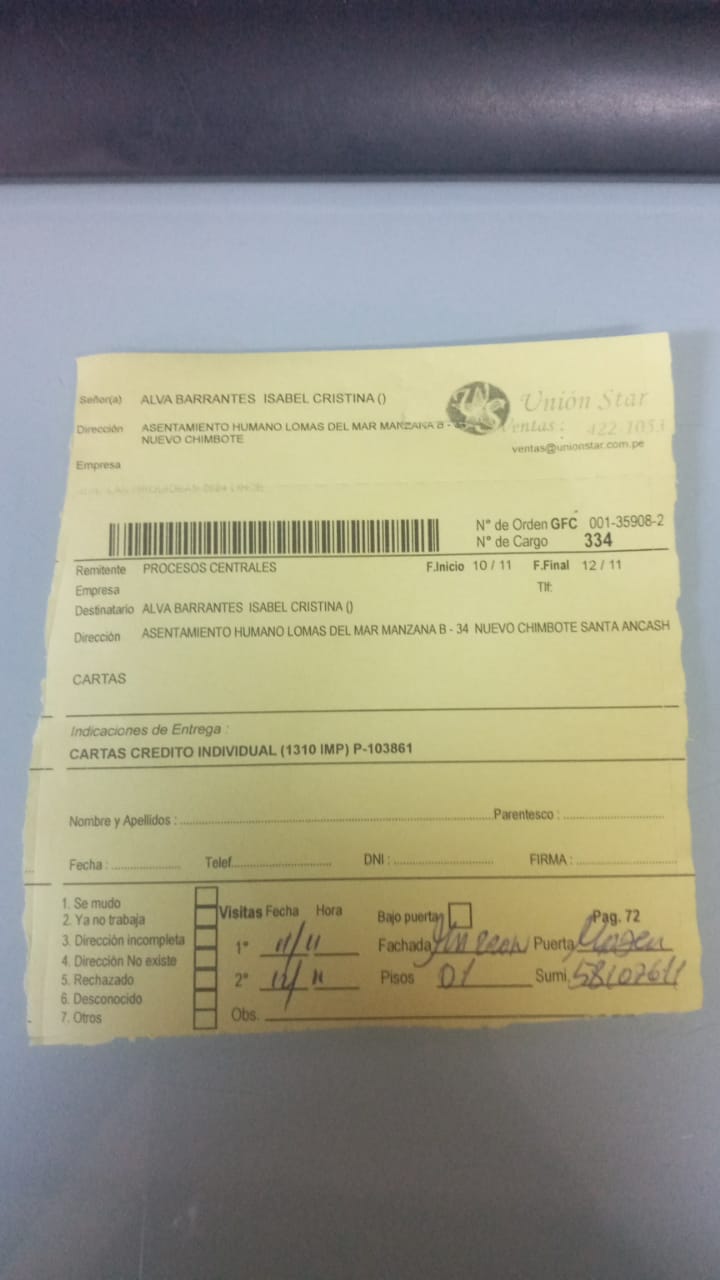 Señor(a) ALVA BARRANTES ISABEL CRISTINA ()
Unión Star
Dirección ASENTAMIENTO HUMANO LOMAS DEL MAR MANZANA B -
Ventas : 422-1053
NUEVO CHIMBOTE
ventas@unionstar.com.pe
Empresa
N° de Orden GFC 001-35908-2
N° de Cargo 334
Remitente PROCESOS CENTRALES F.Inicio 10 / 11 F.Final 12 / 11
Empresa Tlf:
Destinatario ALVA BARRANTES ISABEL CRISTINA ()
Dirección ASENTAMIENTO HUMANO LOMAS DEL MAR MANZANA B - 34 NUEVO CHIMBOTE SANTA ANCASH
CARTAS
Indicaciones de Entrega :
CARTAS CREDITO INDIVIDUAL (1310 IMP) P-103861
Nombre y Apellidos : Parentesco :
Fecha : Telef. DNI : FIRMA :
1. Se mudo
2. Ya no trabaja
3. Dirección incompleta
4. Dirección No existe
5. Rechazado
6. Desconocido
7. Otros
Visitas Fecha Hora Bajo puerta Pag. 72
1° 11/11 Fachada Puerta
2° 12/11 Pisos 01 Sumi. 58107611
Obs.